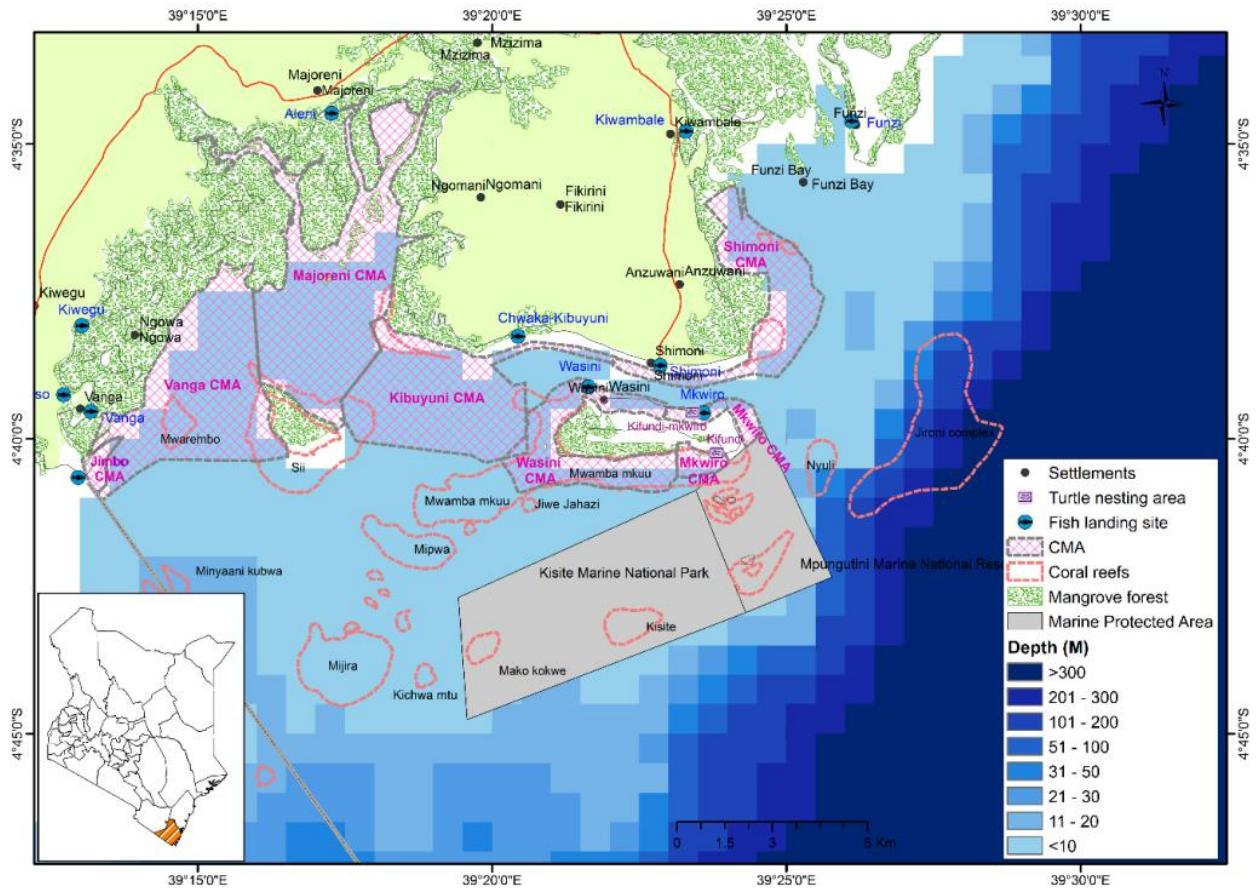 39°15'0"E
39°20'0"E
39°25'0"E
39°30'0"E
Mzizima
Mzizima
Majoreni
Majoreni
Aleni
Kiwambale
Kiwambale
Funzi
Funzi
N
4°35'0"S
4°35'0"S
Funzi Bay
Funzi Bay
Ngomani
Ngomani
Fikirini
Fikirini
Shimoni
CMA
Majoreni CMA
Anzuwani
Anzuwani
Kiwegu
Kiwegu
Ngowa
Ngowa
Chwaka-Kibuyuni
Shimoni
Shimoni
Shimoni
Wasini
Wasini
Wasini
Mkwiro
Vanga CMA
Kibuyuni CMA
so
Vanga
Vanga
Mwarembo
Kifundi-mkwiro
Kifundi
Mkwiro CMA
Jironi complex
4°40'0"S
4°40'0"S
Jimbo
CMA
Sii
Wasini
CMA
Mwamba mkuu
Mkwiro
CMA
Nyuli
Mwamba mkuu
Jiwe Jahazi
Mipwa
Minyaani kubwa
Kisite Marine National Park
Mpungutini Marine National Res
Kisite
Mijira
Mako kokwe
Kichwa mtu
4°45'0"S
4°45'0"S
Settlements
Turtle nesting area
Fish landing site
CMA
Coral reefs
Mangrove forest
Marine Protected Area
Depth (M)
>300
201 - 300
101 - 200
51 - 100
31 - 50
21 - 30
11 - 20
<10
0 1.5 3 6 Km
39°15'0"E
39°20'0"E
39°25'0"E
39°30'0"E